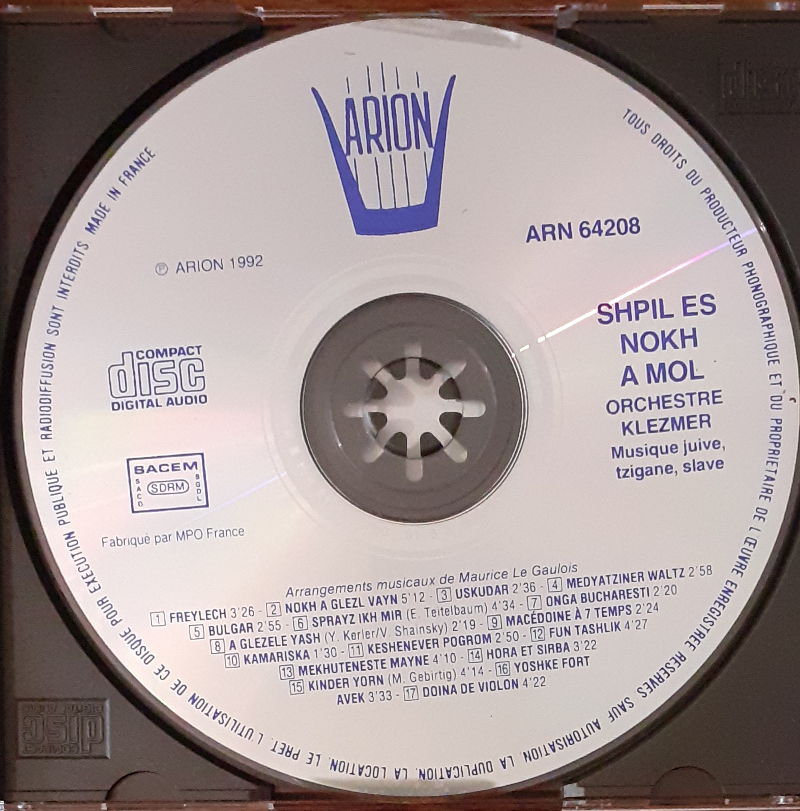 ARION
TOUS DROITS DU PRODUCTEUR PHONOGRAPHIQUE ET DU PROPRIETAIRE DE L'ŒUVRE ENREGISTREE RESERVES SAUF AUTORISATION, LA DUPLICATION, LA LOCATION, LE PRET, L'UTILISATION DE CE DISQUE POUR EXECUTION PUBLIQUE ET RADIODIFFUSION SONT INTERDITS MADE IN FRANCE
ARN 64208
℗ ARION 1992
SHPIL ES
NOKH
A MOL
ORCHESTRE
KLEZMER
Musique juive,
tzigane, slave
COMPACT
disc
DIGITAL AUDIO
SACEM
SACD
SDRM
SGDL
Fabriqué par MPO France
Arrangements musicaux de Maurice Le Gaulois
1 FREYLECH 3'26 - 2 NOKH A GLEZL VAYN 5'12 - 3 USKUDAR 2'36 - 4 MEDYATZINER WALTZ 2'58
5 BULGAR 2'55 - 6 SPRAYZ IKH MIR (E. Teitelbaum) 4'34 - 7 ONGA BUCHARESTI 2'20
8 A GLEZELE YASH (Y. Kerler/V. Shainsky) 2'19 - 9 MACÉDOINE À 7 TEMPS 2'24
10 KAMARISKA 1'30 - 11 KESHENEVER POGROM 2'50 - 12 FUN TASHLIK 4'27
13 MEKHUTENESTE MAYNE 4'10 - 14 HORA ET SIRBA 3'22
15 KINDER YORN (M. Gebirtig) 4'14 - 16 YOSHKE FORT
AVEK 3'33 - 17 DOINA DE VIOLON 4'22